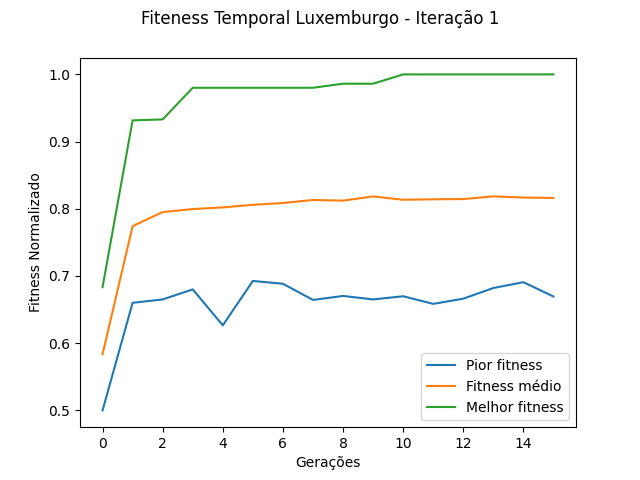 Fiteness Temporal Luxemburgo - Iteração 1
1.0
0.9
0.8
0.7
0.6
0.5
Fitness Normalizado
0 2 4 6 8 10 12 14
Gerações
Pior fitness
Fitness médio
Melhor fitness